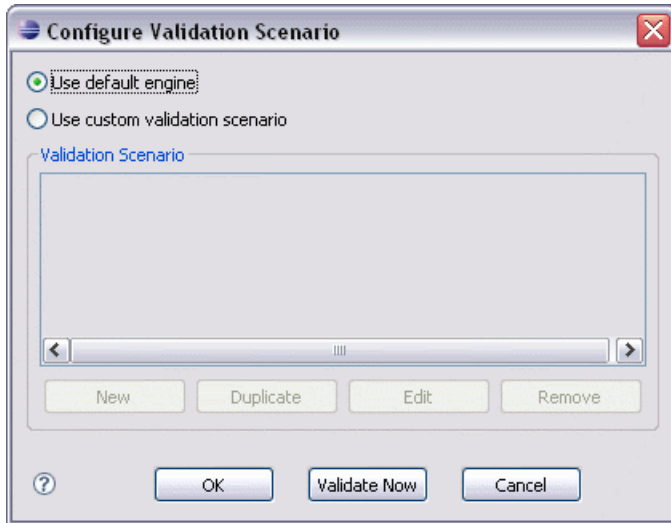 Configure Validation Scenario
Use default engine
Use custom validation scenario
Validation Scenario
New Duplicate Edit Remove
? OK Validate Now Cancel